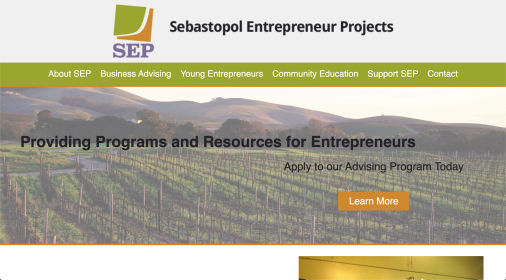 SEP
Sebastopol Entrepreneur Projects
About SEP Business Advising Young Entrepreneurs Community Education Support SEP Contact
Providing Programs and Resources for Entrepreneurs
Apply to our Advising Program Today
Learn More